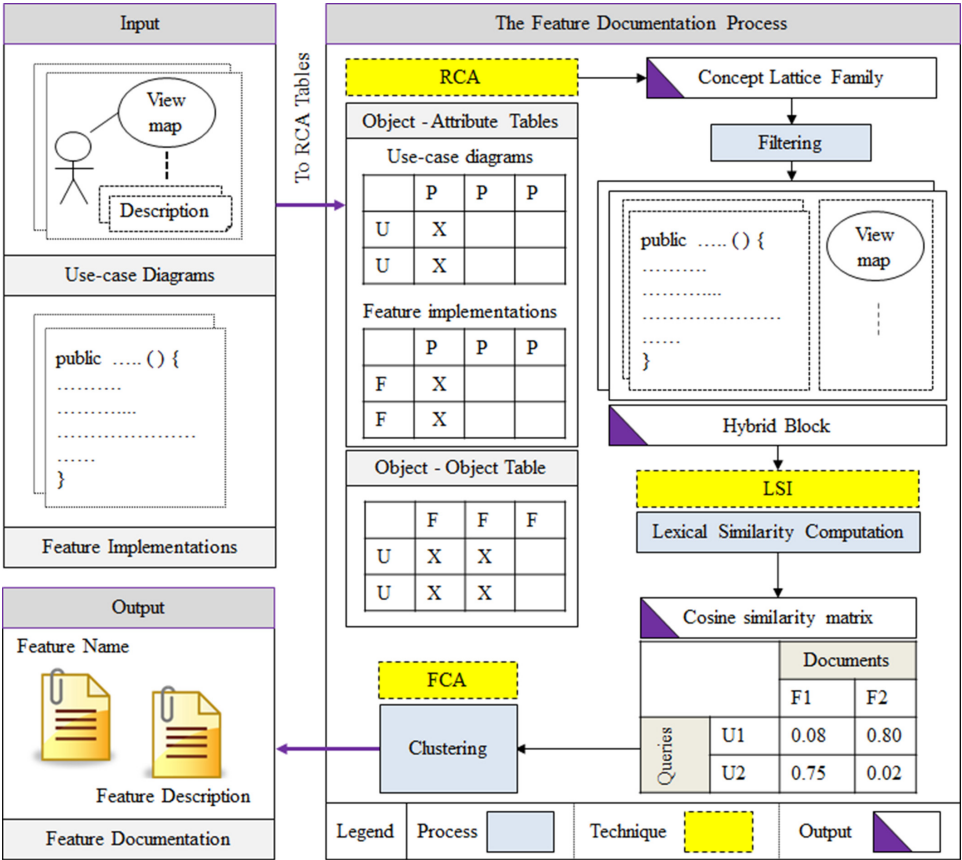 Input
View
map
Description
Use-case Diagrams
public ..... () {
..........
............
.....................
......
}
Feature Implementations
To RCA Tables
The Feature Documentation Process
RCA
Object - Attribute Tables
Use-case diagrams
P P P
U X
U X
Feature implementations
P P P
F X
F X
Object - Object Table
F F F
U X X
U X X
Concept Lattice Family
Filtering
public ..... () {
..........
............
.....................
......
}
View
map
Hybrid Block
LSI
Lexical Similarity Computation
Cosine similarity matrix
Documents
F1 F2
Queries
U1 0.08 0.80
U2 0.75 0.02
FCA
Clustering
Output
Feature Name
Feature Description
Feature Documentation
Legend Process Technique Output